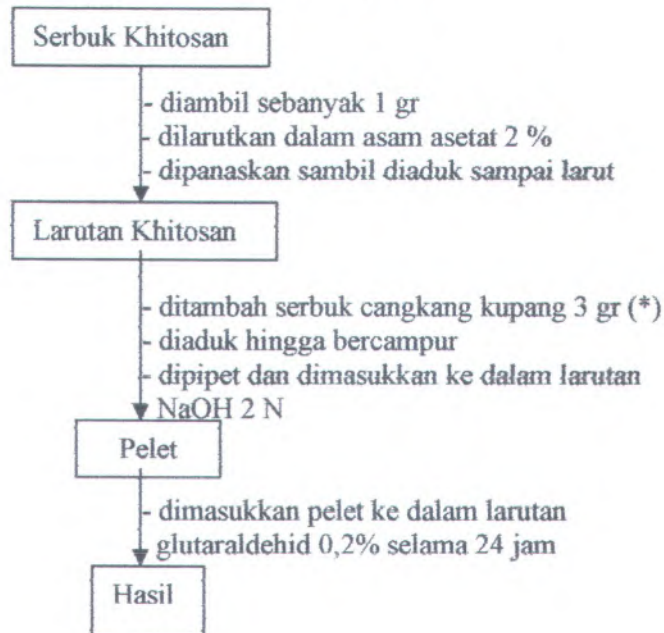 Serbuk Khitosan
- diambil sebanyak 1 gr
- dilarutkan dalam asam asetat 2 %
- dipanaskan sambil diaduk sampai larut
Larutan Khitosan
- ditambah serbuk cangkang kupang 3 gr (*)
- diaduk hingga bercampur
- dipipet dan dimasukkan ke dalam larutan
NaOH 2 N
Pelet
- dimasukkan pelet ke dalam larutan
glutaraldehid 0,2% selama 24 jam
Hasil